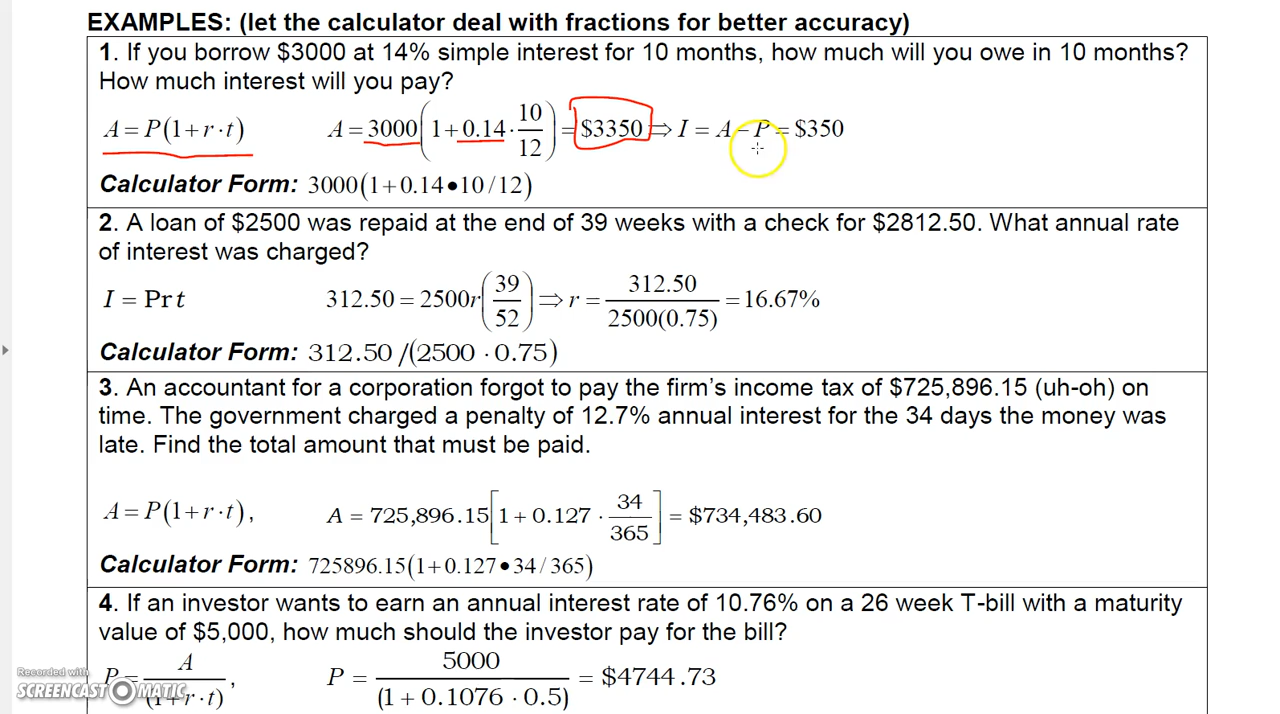 EXAMPLES: (let the calculator deal with fractions for better accuracy)
1. If you borrow $3000 at 14% simple interest for 10 months, how much will you owe in 10 months?
How much interest will you pay?
A = P(1+r·t) A = 3000(1+0.14·10/12) = $3350 ⇒ I = A − P = $350
Calculator Form: 3000(1+0.14•10/12)
2. A loan of $2500 was repaid at the end of 39 weeks with a check for $2812.50. What annual rate
of interest was charged?
I = Prt 312.50 = 2500r(39/52) ⇒ r = 312.50/2500(0.75) = 16.67%
Calculator Form: 312.50 /(2500 ·0.75)
3. An accountant for a corporation forgot to pay the firm's income tax of $725,896.15 (uh-oh) on
time. The government charged a penalty of 12.7% annual interest for the 34 days the money was
late. Find the total amount that must be paid.
A = P(1+r·t), A = 725,896.15[1+0.127 · 34/365] = $734,483.60
Calculator Form: 725896.15(1+0.127•34/365)
4. If an investor wants to earn an annual interest rate of 10.76% on a 26 week T-bill with a maturity
value of $5,000, how much should the investor pay for the bill?
P = A/(1+r·t), P = 5000/(1+0.1076·0.5) = $4744.73
Recorded with
SCREENCAST-O-MATIC